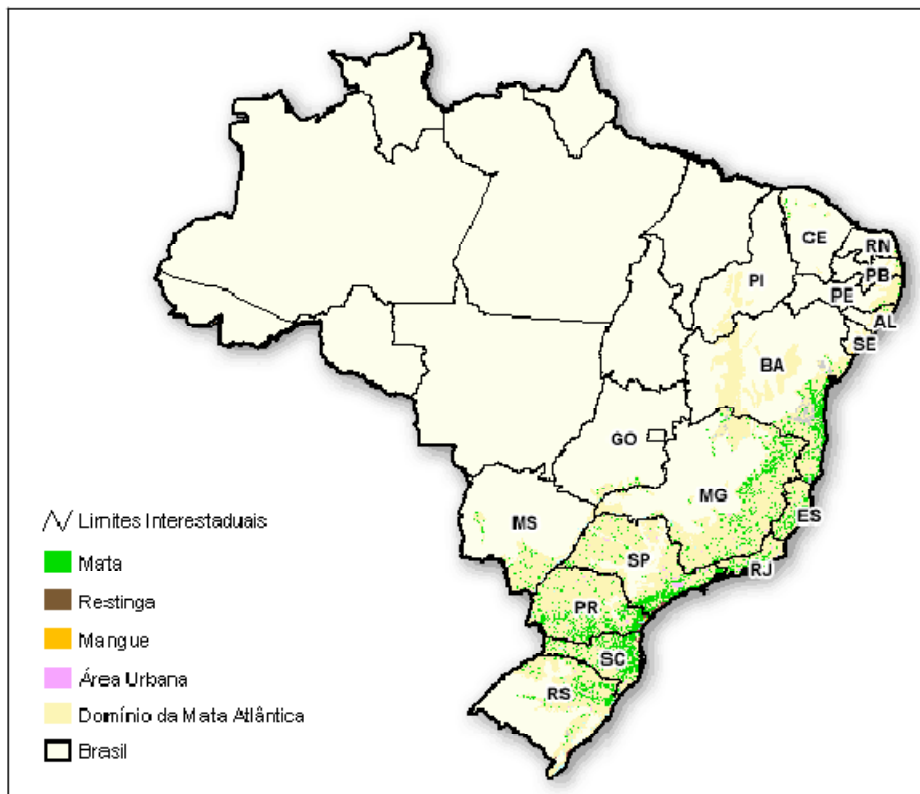 CE
RN
PB
PI
PE
AL
SE
BA
GO
MG
ES
MS
SP
RJ
PR
SC
RS
Limites Interestaduais
Mata
Restinga
Mangue
Área Urbana
Domínio da Mata Atlântica
Brasil